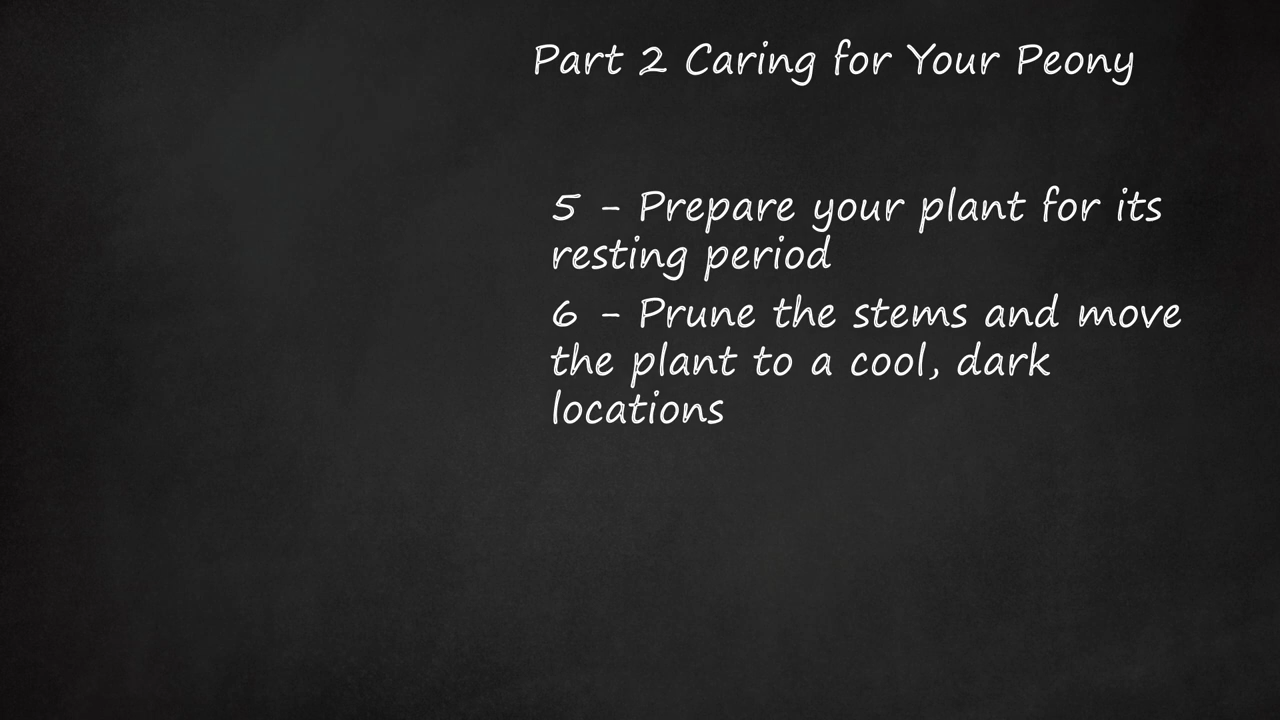 Part 2 Caring for Your Peony
5 - Prepare your plant for its
resting period
6 - Prune the stems and move
the plant to a cool, dark
locations